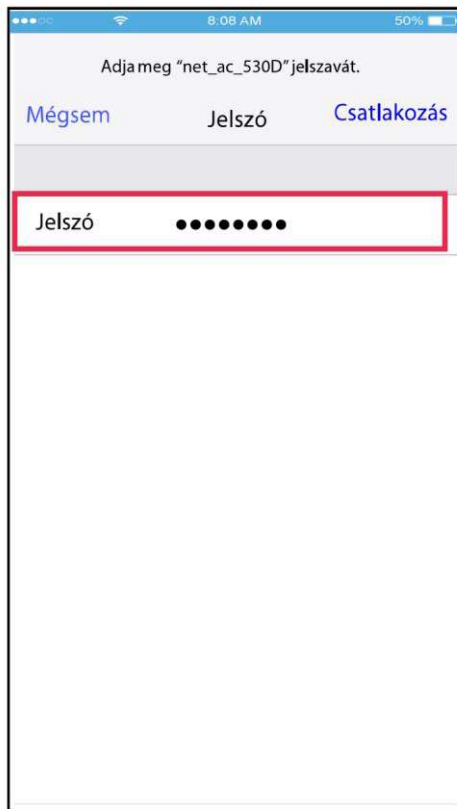 8:08 AM 50%
Adja meg "net_ac_530D" jelszavát.
Mégsem Jelszó Csatlakozás
Jelszó ••••••••